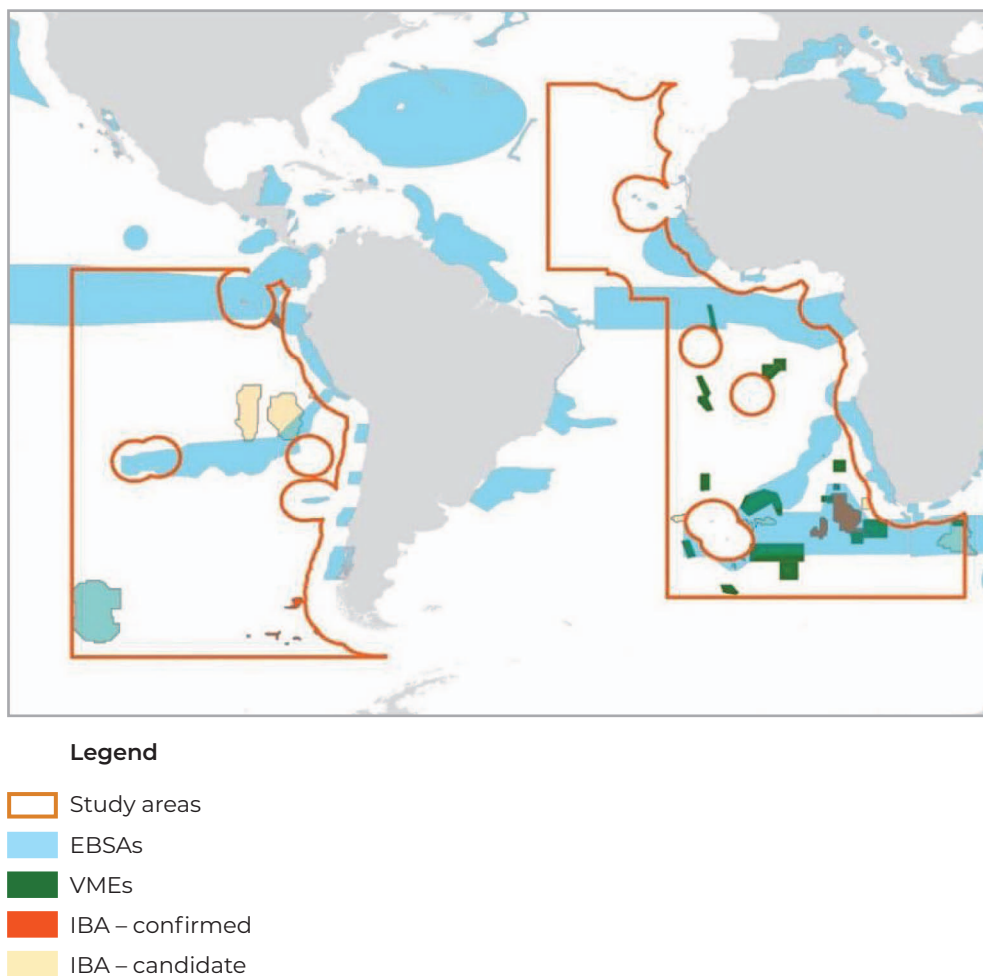 Legend
Study areas
EBSAs
VMEs
IBA – confirmed
IBA – candidate